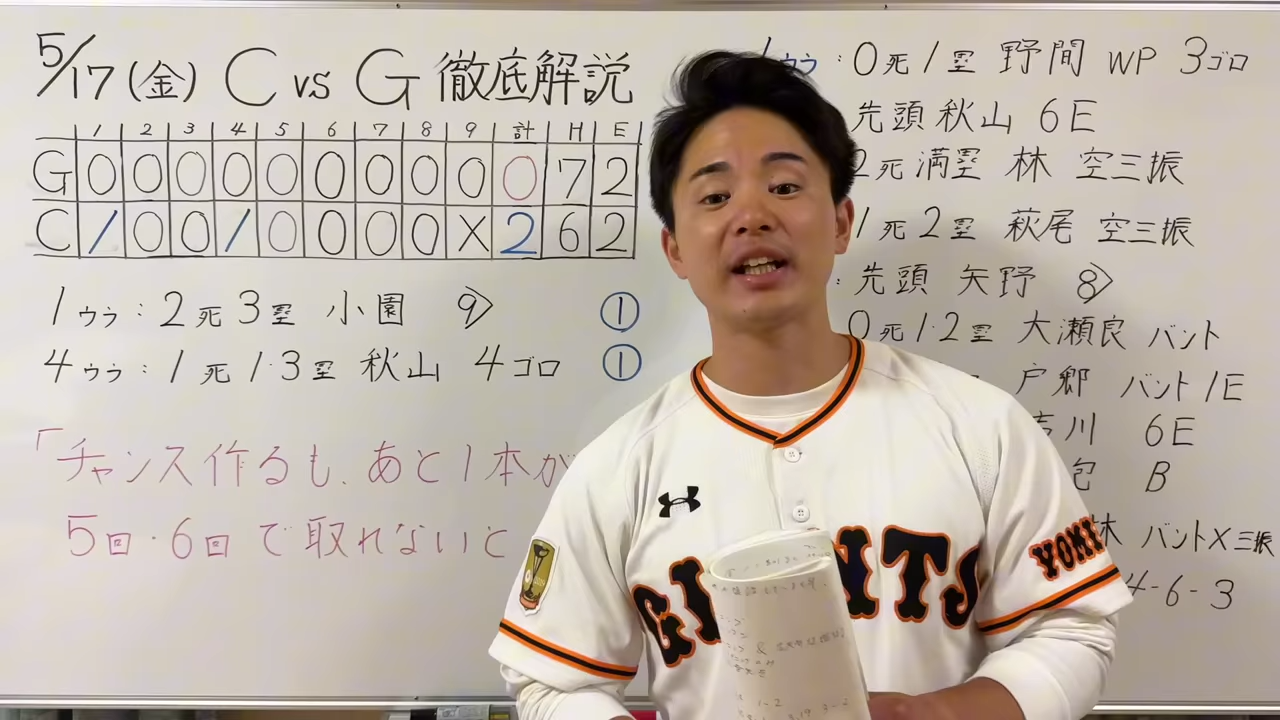 5/17(金) C vs G 徹底解説
1 2 3 4 5 6 7 8 9 計 H E
G 0 0 0 0 0 0 0 0 0 0 7 2
C 1 0 0 1 0 0 0 0 X 2 6 2
1ウラ:2死3塁 小園 9> ①
4ウラ:1死1・3塁 秋山 4ゴロ ①
「チャンス作るも、あと1本が
5回・6回で取れないと
1ウラ:0死1塁 野間 WP 3ゴロ
先頭 秋山 6E
2死満塁 林 空三振
1死2塁 萩尾 空三振
: 先頭 矢野 8>
0死1・2塁 大瀬良 バント
戸郷 バント1E
吉川 6E
B
林 バント×三振
4-6-3
GIANTS
YOMI